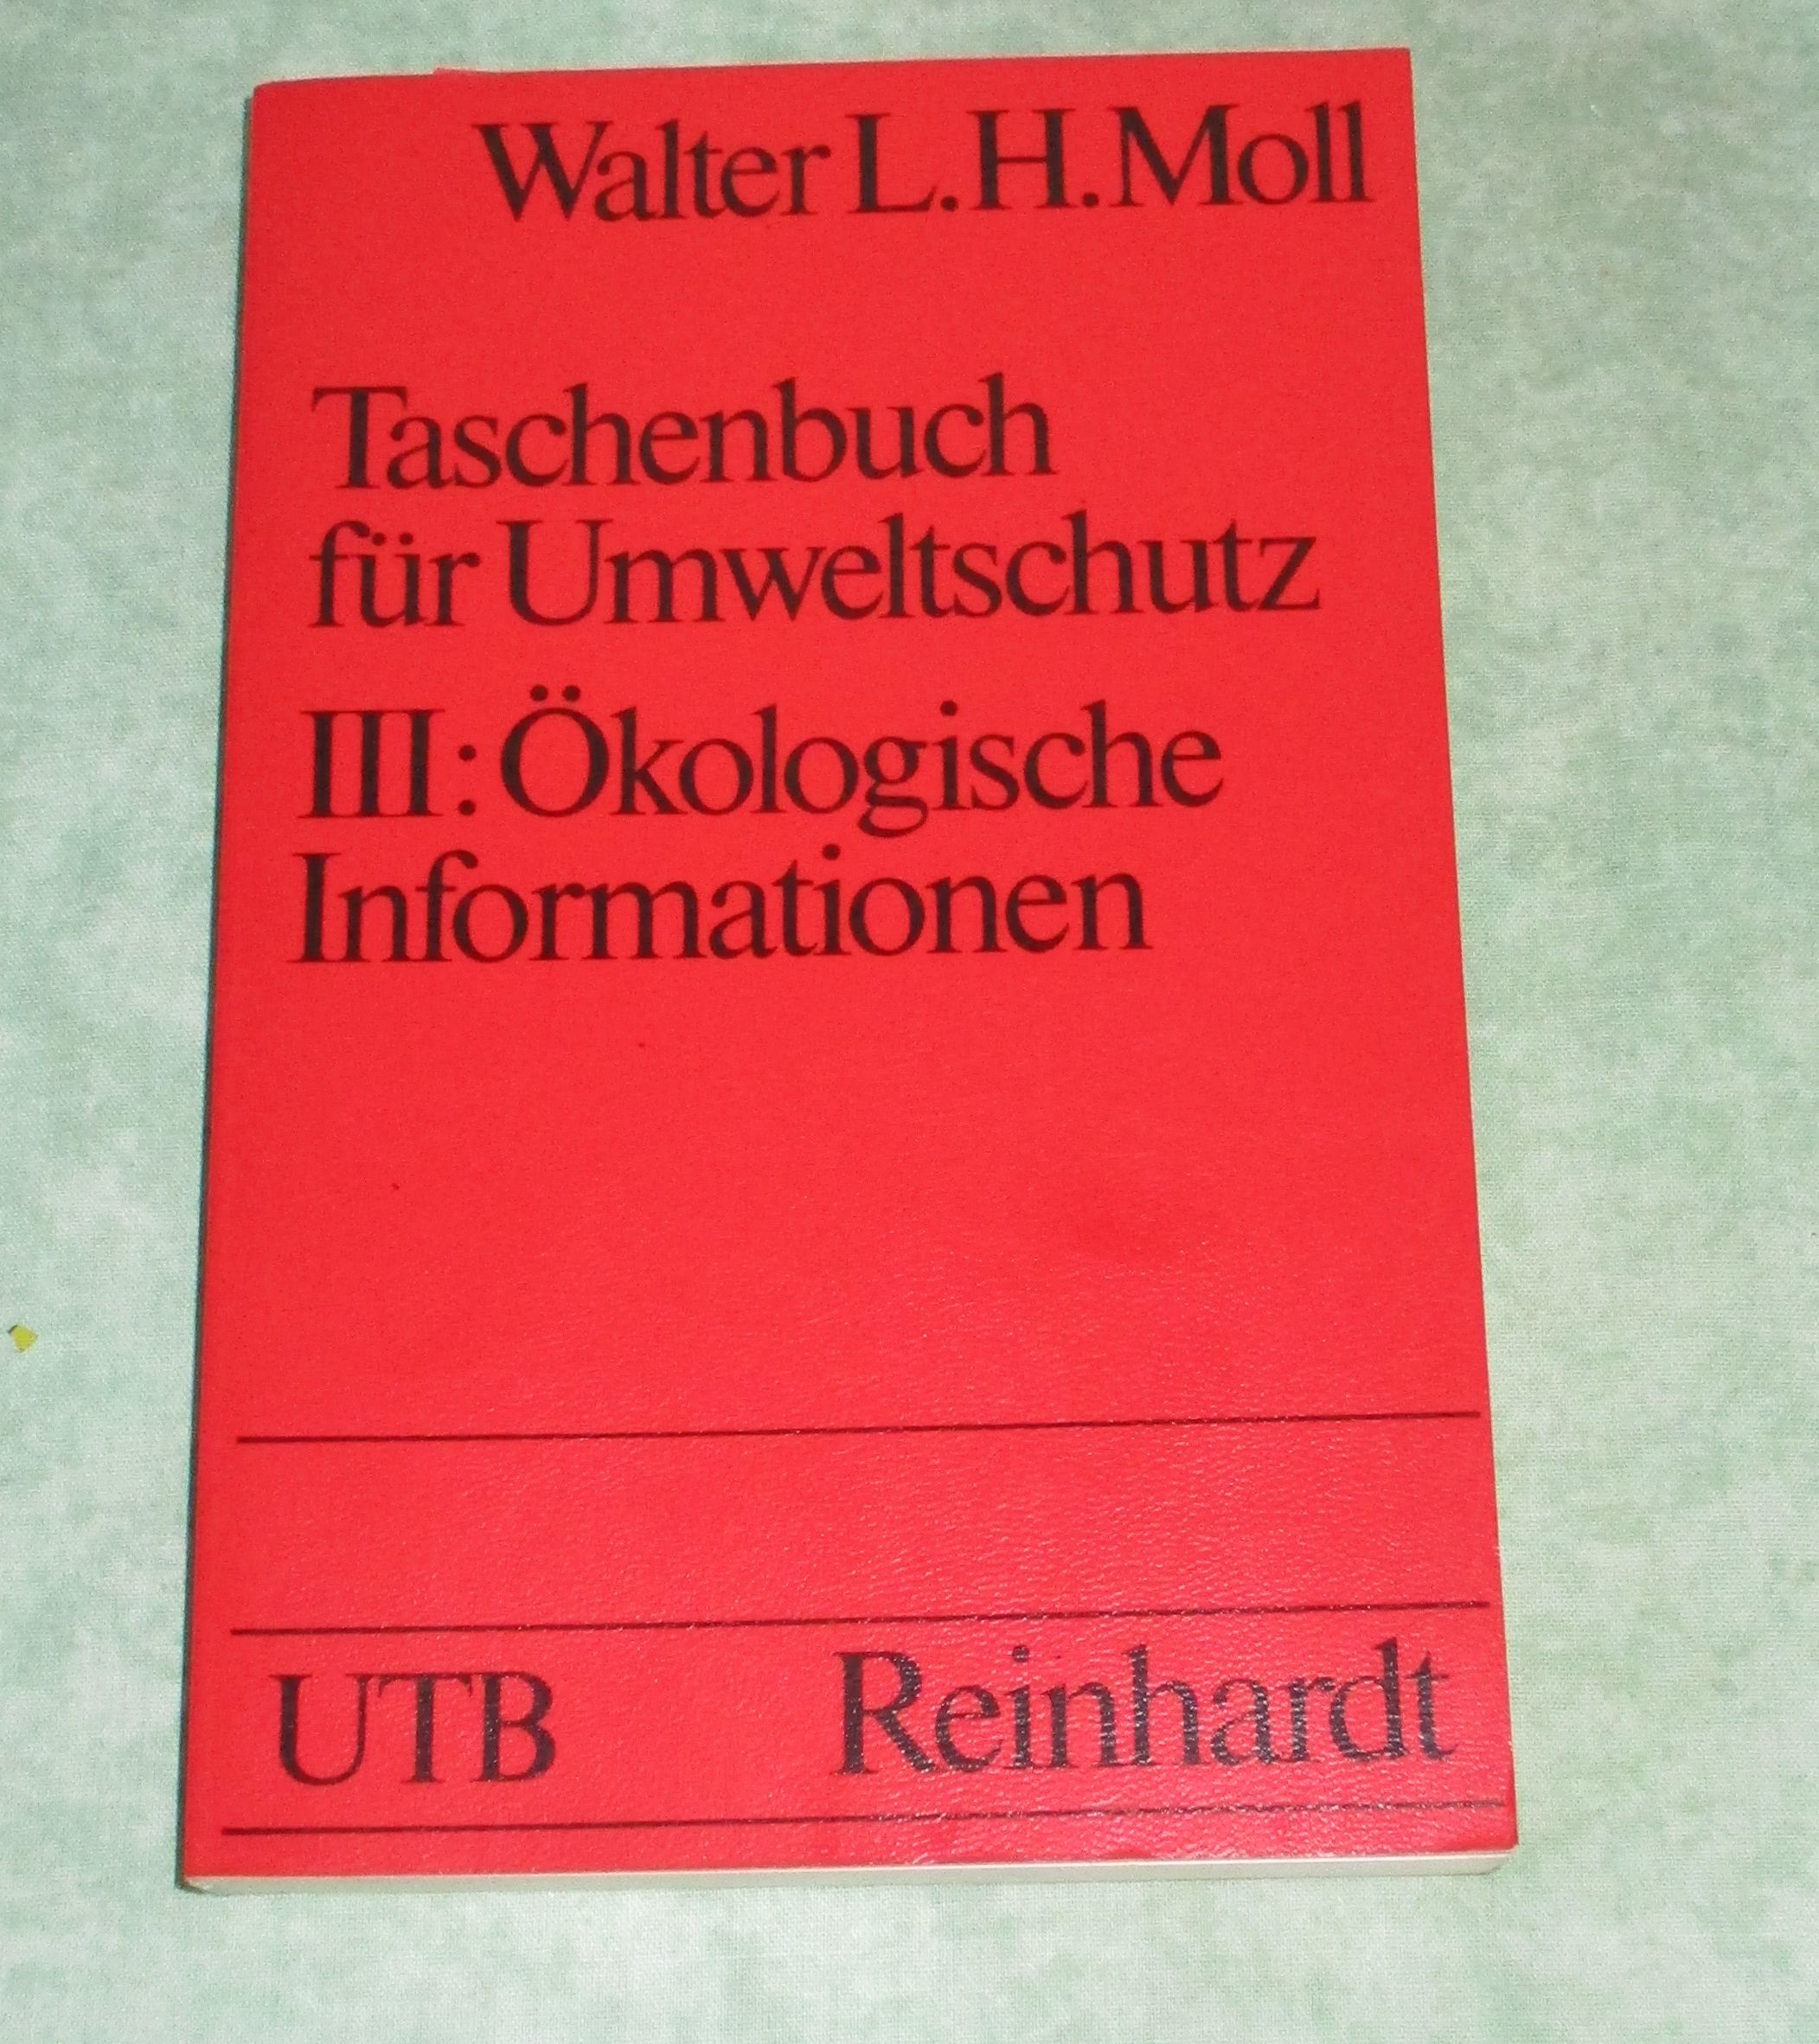 Walter L. H. Moll
Taschenbuch
für Umweltschutz
III: Ökologische
Informationen
UTB Reinhardt